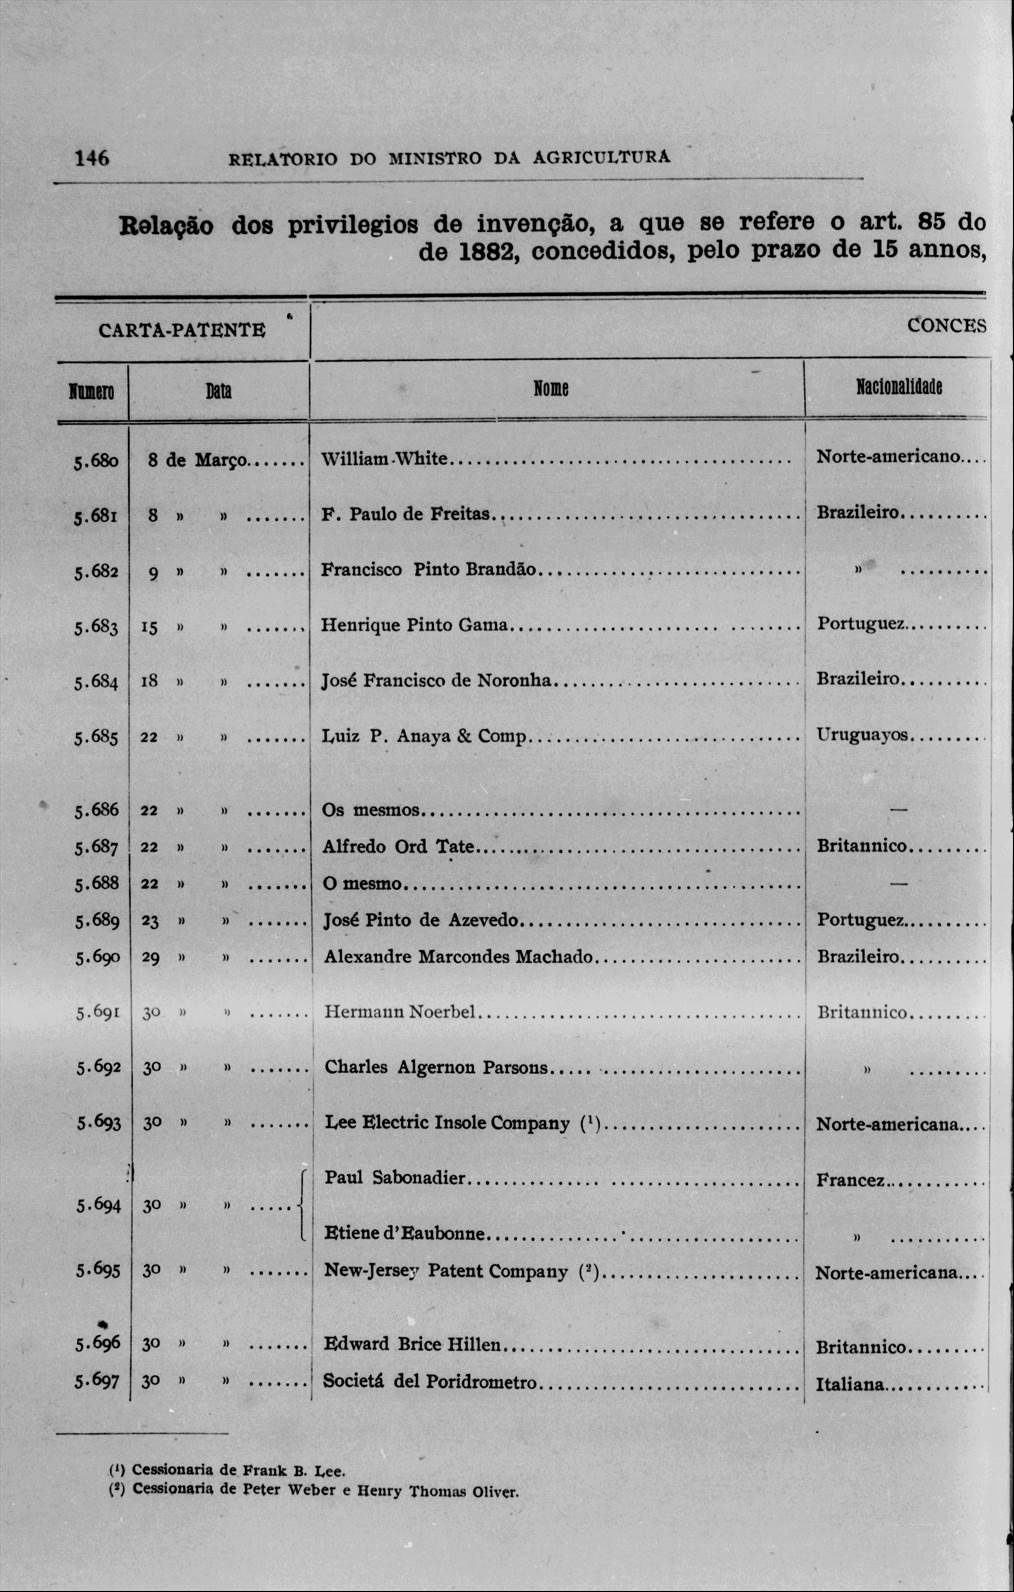 146 RELATORIO DO MINISTRO DA AGRICULTURA
Relação dos privilegios de invenção, a que se refere o art. 85 do
de 1882, concedidos, pelo prazo de 15 annos,
CARTA-PATENTE CONCES
Numero Data Nome Nacionalidade
5.680 8 de Março....... William White..................................... Norte-americano....
5.681 8 » » ....... F. Paulo de Freitas.................................. Brazileiro..........
5.682 9 » » ....... Francisco Pinto Brandão............................. » ..........
5.683 15 » » ....... Henrique Pinto Gama............................... Portuguez..........
5.684 18 » » ....... José Francisco de Noronha........................... Brazileiro..........
5.685 22 » » ....... Luiz P. Anaya & Comp.............................. Uruguayos.........
5.686 22 » » ....... Os mesmos......................................... —
5.687 22 » » ....... Alfredo Ord Tate................................... Britannico.........
5.688 22 » » ....... O mesmo........................................... —
5.689 23 » » ....... José Pinto de Azevedo............................... Portuguez..........
5.690 29 » » ....... Alexandre Marcondes Machado....................... Brazileiro..........
5.691 30 » » ....... Hermann Noerbel................................... Britannico.........
5.692 30 » » ....... Charles Algernon Parsons........................... » .........
5.693 30 » » ....... Lee Electric Insole Company (¹)...................... Norte-americana....
Paul Sabonadier.................................... Francez...........
5.694 30 » » .....
Etiene d'Eaubonne.................................. » ...........
5.695 30 » » ....... New-Jersey Patent Company (²)...................... Norte-americana....
5.696 30 » » ....... Edward Brice Hillen................................ Britannico.........
5.697 30 » » ....... Societá del Poridrometro............................ Italiana............
(¹) Cessionaria de Frank B. Lee.
(²) Cessionaria de Peter Weber e Henry Thomas Oliver.